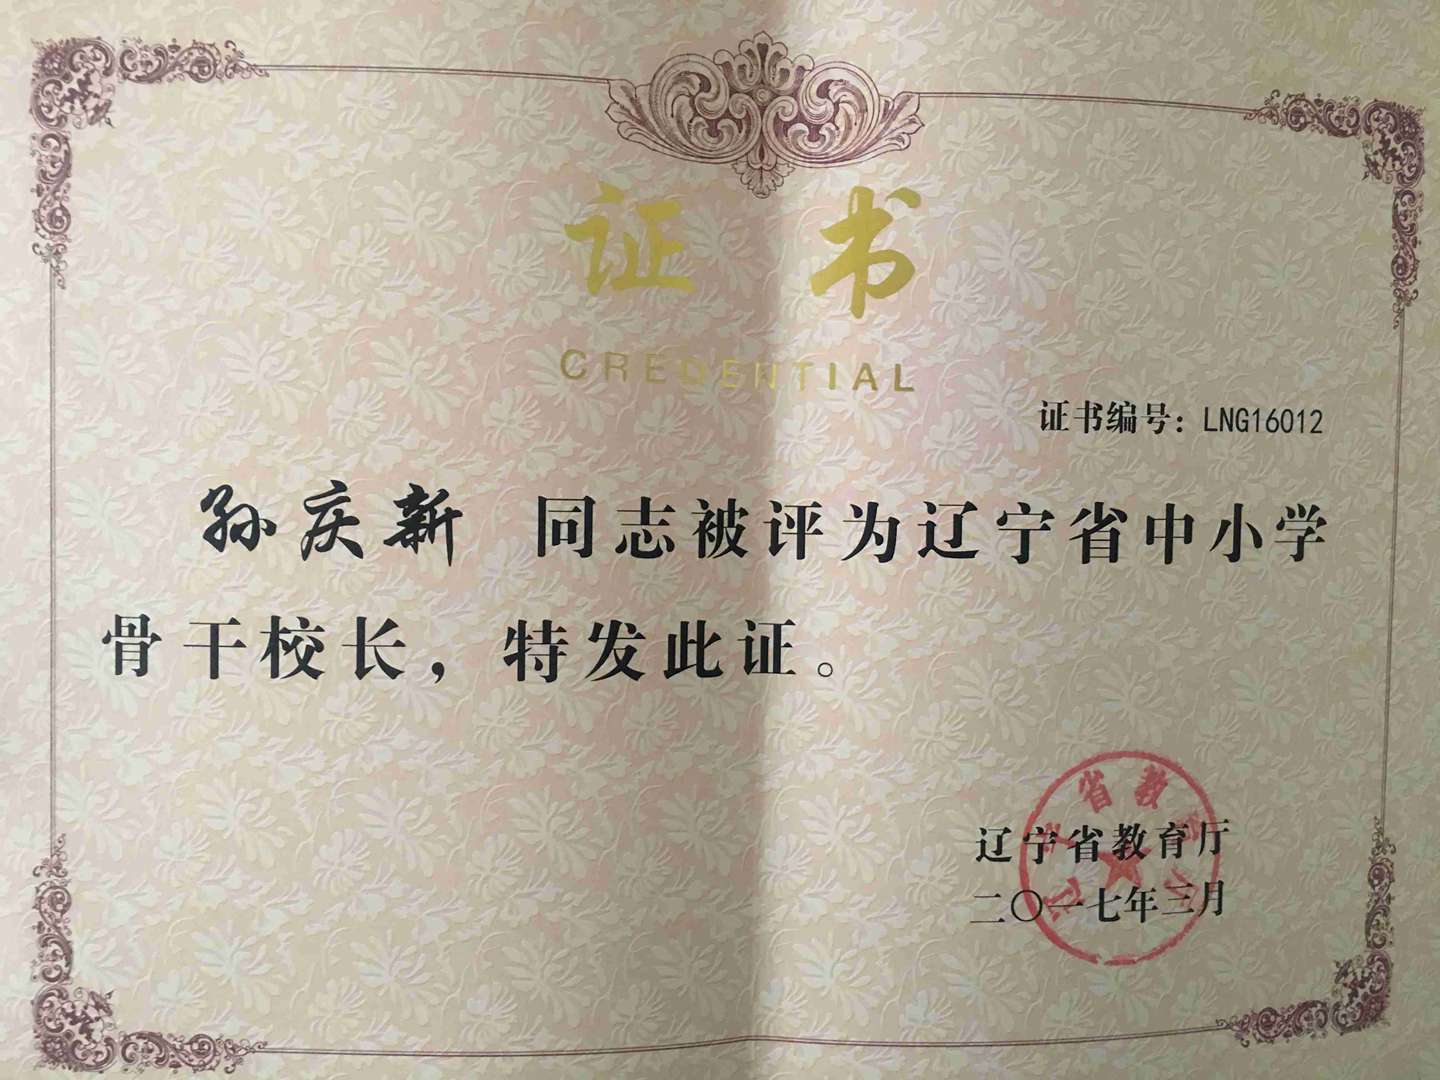 证书
CREDENTIAL
证书编号：LNG16012
孙庆新 同志被评为辽宁省中小学
骨干校长，特发此证。
省教
辽宁省教育厅
二〇一七年三月